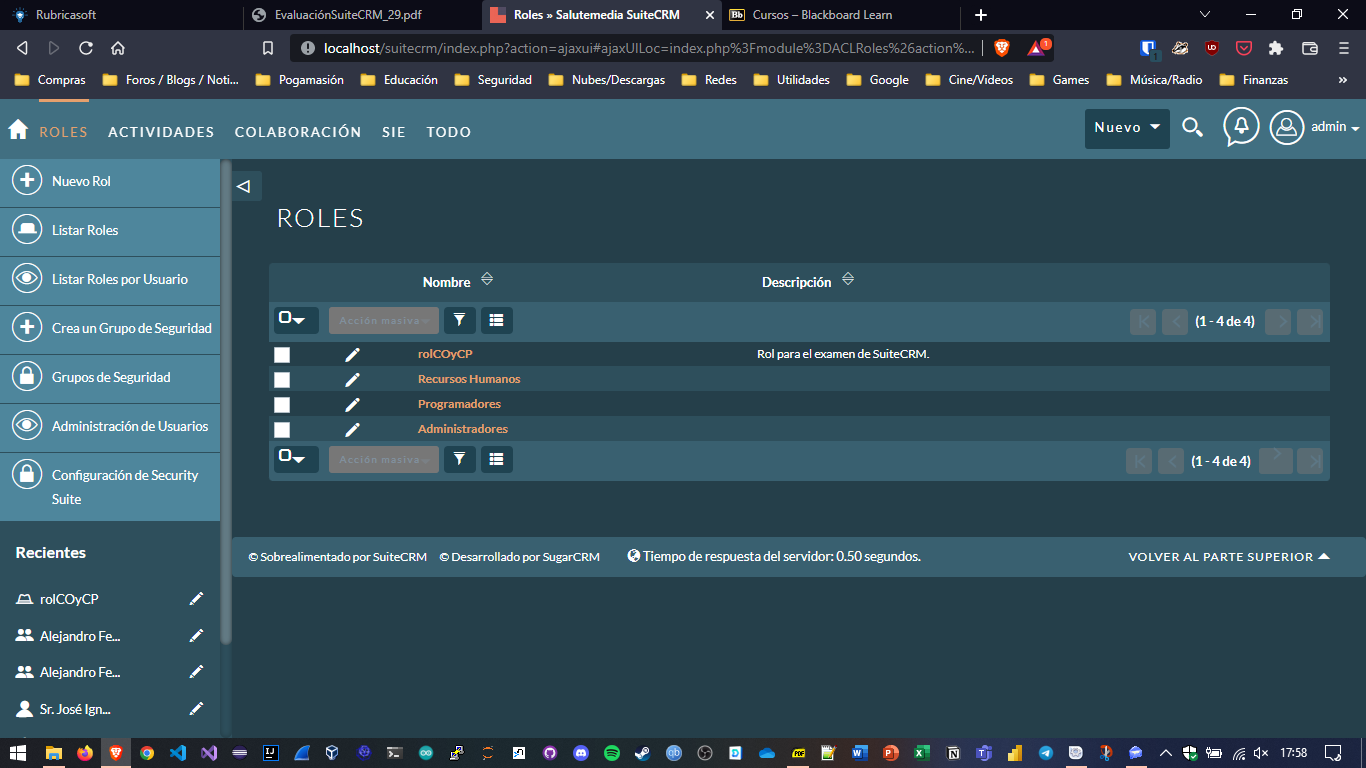 Rubricasoft
EvaluaciónSuiteCRM_29.pdf
Roles » Salutemedia SuiteCRM
Bb Cursos – Blackboard Learn
localhost/suitecrm/index.php?action=ajaxui#ajaxUILoc=index.php%3Fmodule%3DACLRoles%26action%...
1
1
Compras
Foros / Blogs / Noti...
Pogamasión
Educación
Seguridad
Nubes/Descargas
Redes
Utilidades
Google
Cine/Videos
Games
Música/Radio
Finanzas
»
ROLES
ACTIVIDADES
COLABORACIÓN
SIE
TODO
Nuevo
admin
Nuevo Rol
Listar Roles
Listar Roles por Usuario
Crea un Grupo de Seguridad
Grupos de Seguridad
Administración de Usuarios
Configuración de Security
Suite
Recientes
rolCOyCP
Alejandro Fe...
Alejandro Fe...
Sr. José Ign...
ROLES
Nombre
Descripción
Acción masiva
(1 - 4 de 4)
rolCOyCP
Rol para el examen de SuiteCRM.
Recursos Humanos
Programadores
Administradores
Acción masiva
(1 - 4 de 4)
© Sobrealimentado por SuiteCRM
© Desarrollado por SugarCRM
Tiempo de respuesta del servidor: 0.50 segundos.
VOLVER AL PARTE SUPERIOR
17:58